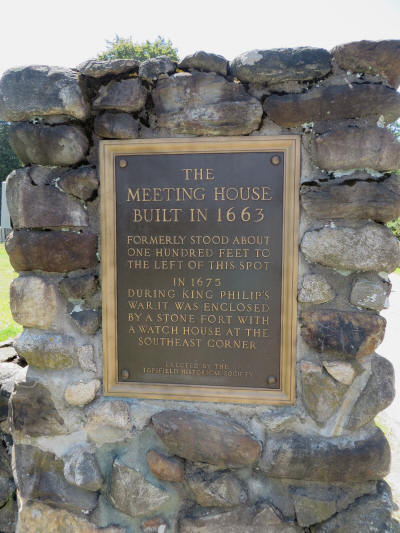 THE
MEETING HOUSE
BUILT IN 1663
FORMERLY STOOD ABOUT
ONE HUNDRED FEET TO
THE LEFT OF THIS SPOT
IN 1675
DURING KING PHILIP'S
WAR IT WAS ENCLOSED
BY A STONE FORT WITH
A WATCH HOUSE AT THE
SOUTHEAST CORNER
ERECTED BY THE
TOPSFIELD HISTORICAL SOCIETY